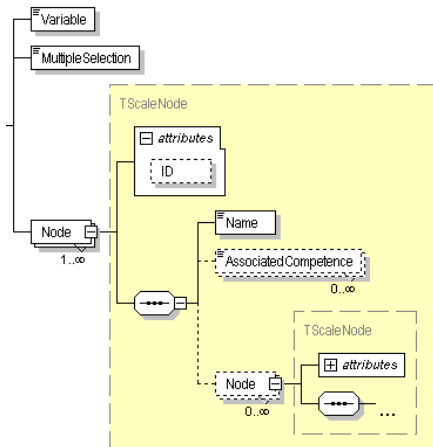 Variable
MultipleSelection
TScaleNode
attributes
ID
Node
1..∞
Name
AssociatedCompetence
0..∞
TScaleNode
attributes
Node
0..∞
...